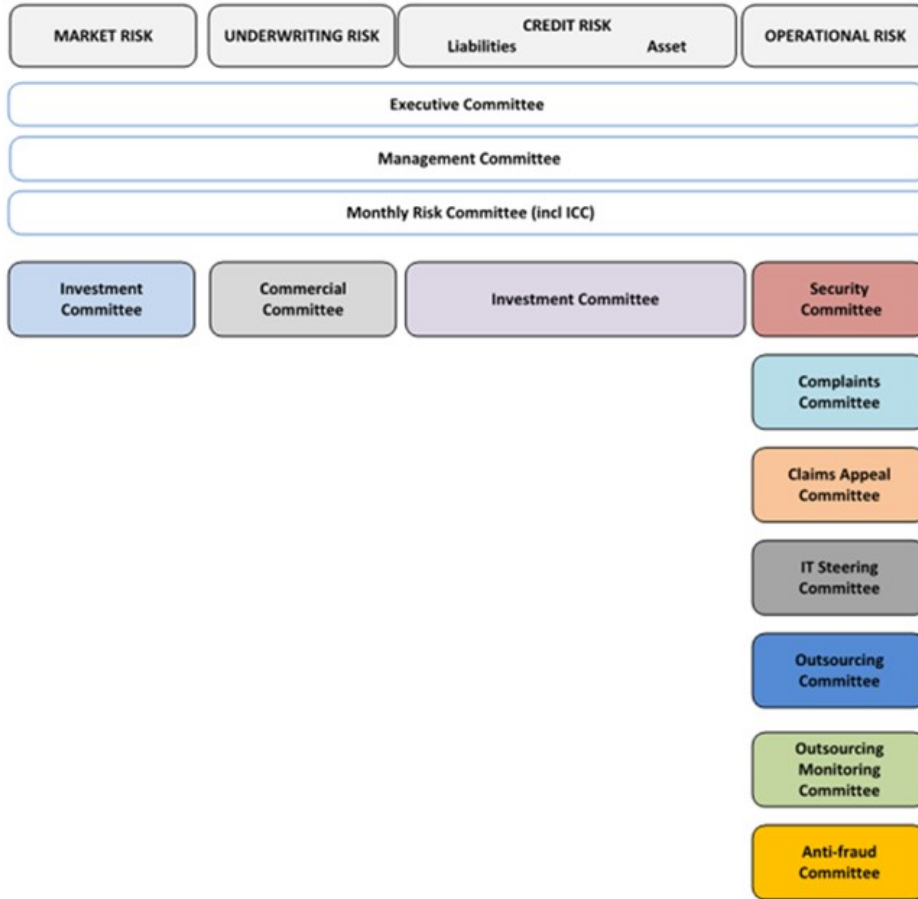 MARKET RISK
UNDERWRITING RISK
CREDIT RISK
Liabilities Asset
OPERATIONAL RISK
Executive Committee
Management Committee
Monthly Risk Committee (incl ICC)
Investment
Committee
Commercial
Committee
Investment Committee
Security
Committee
Complaints
Committee
Claims Appeal
Committee
IT Steering
Committee
Outsourcing
Committee
Outsourcing
Monitoring
Committee
Anti-fraud
Committee